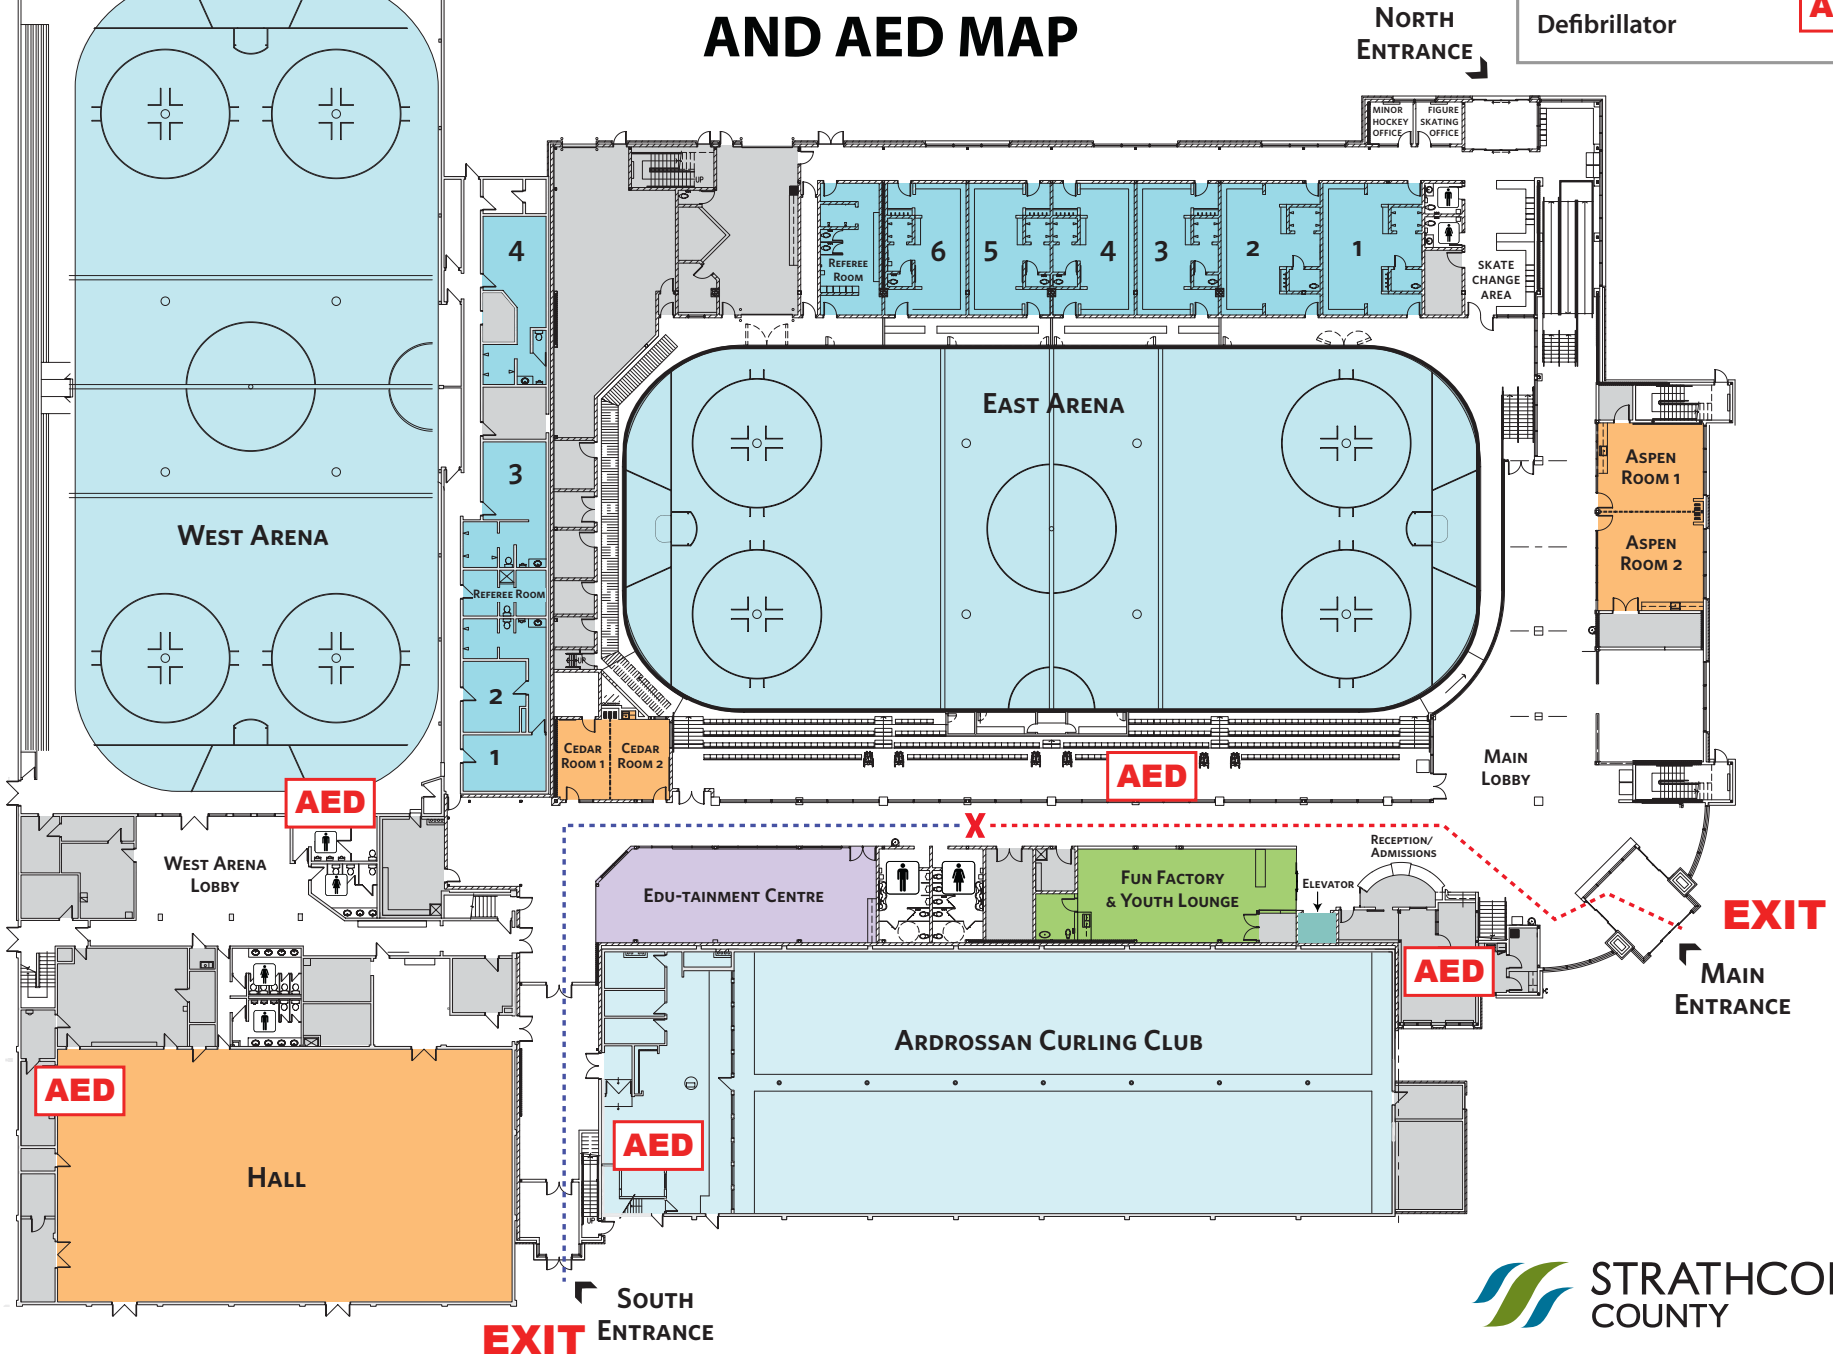 AND AED MAP
NORTH
ENTRANCE
Defibrillator
MINOR
HOCKEY
OFFICE
FIGURE
SKATING
OFFICE
UP
4
REFEREE
ROOM
6
5
4
3
2
1
SKATE
CHANGE
AREA
EAST ARENA
ASPEN
ROOM 1
3
WEST ARENA
ASPEN
ROOM 2
REFEREE ROOM
UP
2
1
CEDAR
ROOM 1
CEDAR
ROOM 2
MAIN
LOBBY
AED
AED
X
WEST ARENA
LOBBY
RECEPTION/
ADMISSIONS
EDU-TAINMENT CENTRE
FUN FACTORY
& YOUTH LOUNGE
ELEVATOR
EXIT
AED
MAIN
ENTRANCE
ARDROSSAN CURLING CLUB
AED
AED
HALL
UP
SOUTH
ENTRANCE
EXIT
COUNTY